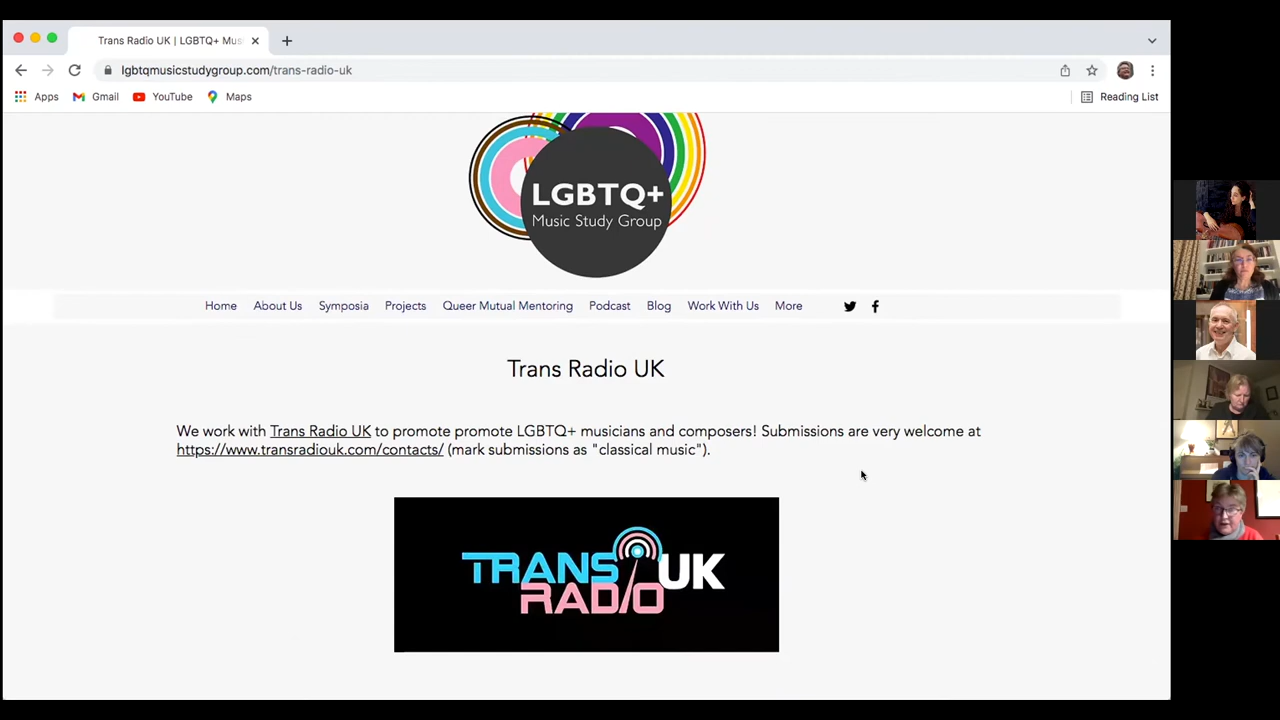 Trans Radio UK | LGBTQ+ Mus
lgbtqmusicstudygroup.com/trans-radio-uk
Apps Gmail YouTube Maps Reading List
LGBTQ+
Music Study Group
Home About Us Symposia Projects Queer Mutual Mentoring Podcast Blog Work With Us More
Trans Radio UK
We work with Trans Radio UK to promote promote LGBTQ+ musicians and composers! Submissions are very welcome at
https://www.transradiouk.com/contacts/ (mark submissions as "classical music").
TRANS UK
RADIO